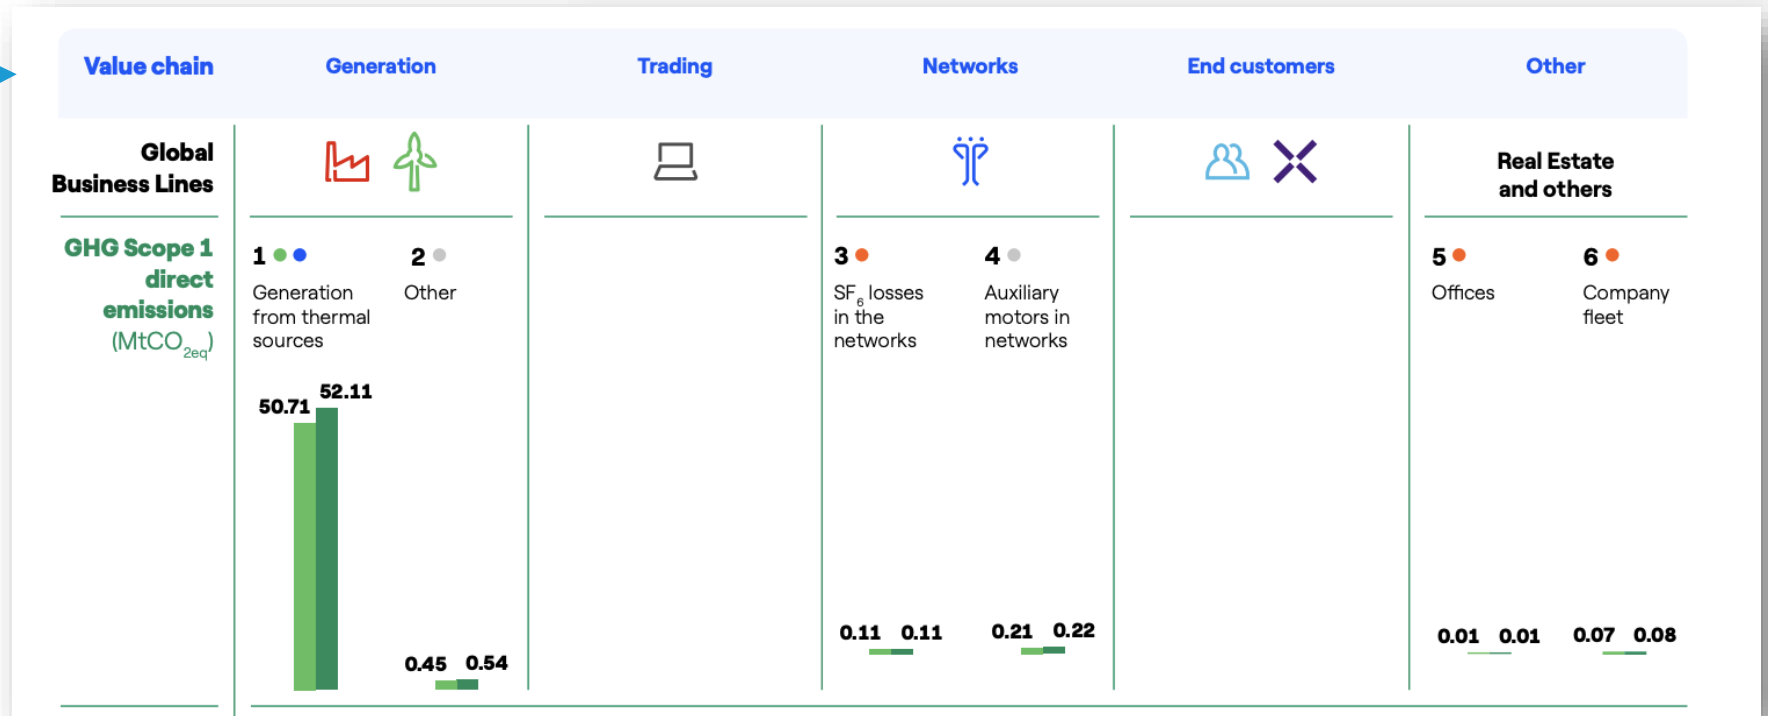 Value chain
Generation
Trading
Networks
End customers
Other
Global
Business Lines
Real Estate
and others
GHG Scope 1
direct
emissions
(MtCO2eq)
1
Generation
from thermal
sources
50.71
52.11
2
Other
0.45
0.54
3
SF6 losses
in the
networks
0.11
0.11
4
Auxiliary
motors in
networks
0.21
0.22
5
Offices
0.01
0.01
6
Company
fleet
0.07
0.08